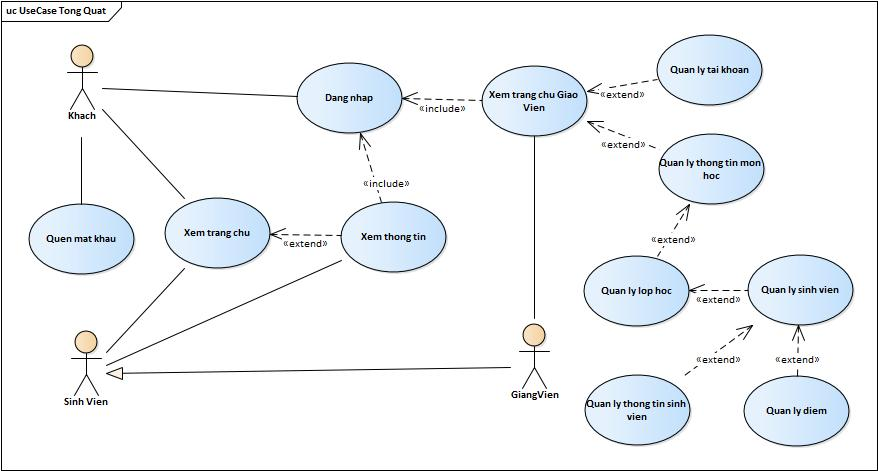 uc UseCase Tong Quat
Khach
Dang nhap
«include»
Xem trang chu Giao
Vien
«extend»
Quan ly tai khoan
«extend»
Quan ly thong tin mon
hoc
«include»
Quen mat khau
Xem trang chu
«extend»
Xem thong tin
«extend»
Quan ly lop hoc
«extend»
Quan ly sinh vien
Sinh Vien
GiangVien
«extend»
«extend»
Quan ly thong tin sinh
vien
Quan ly diem